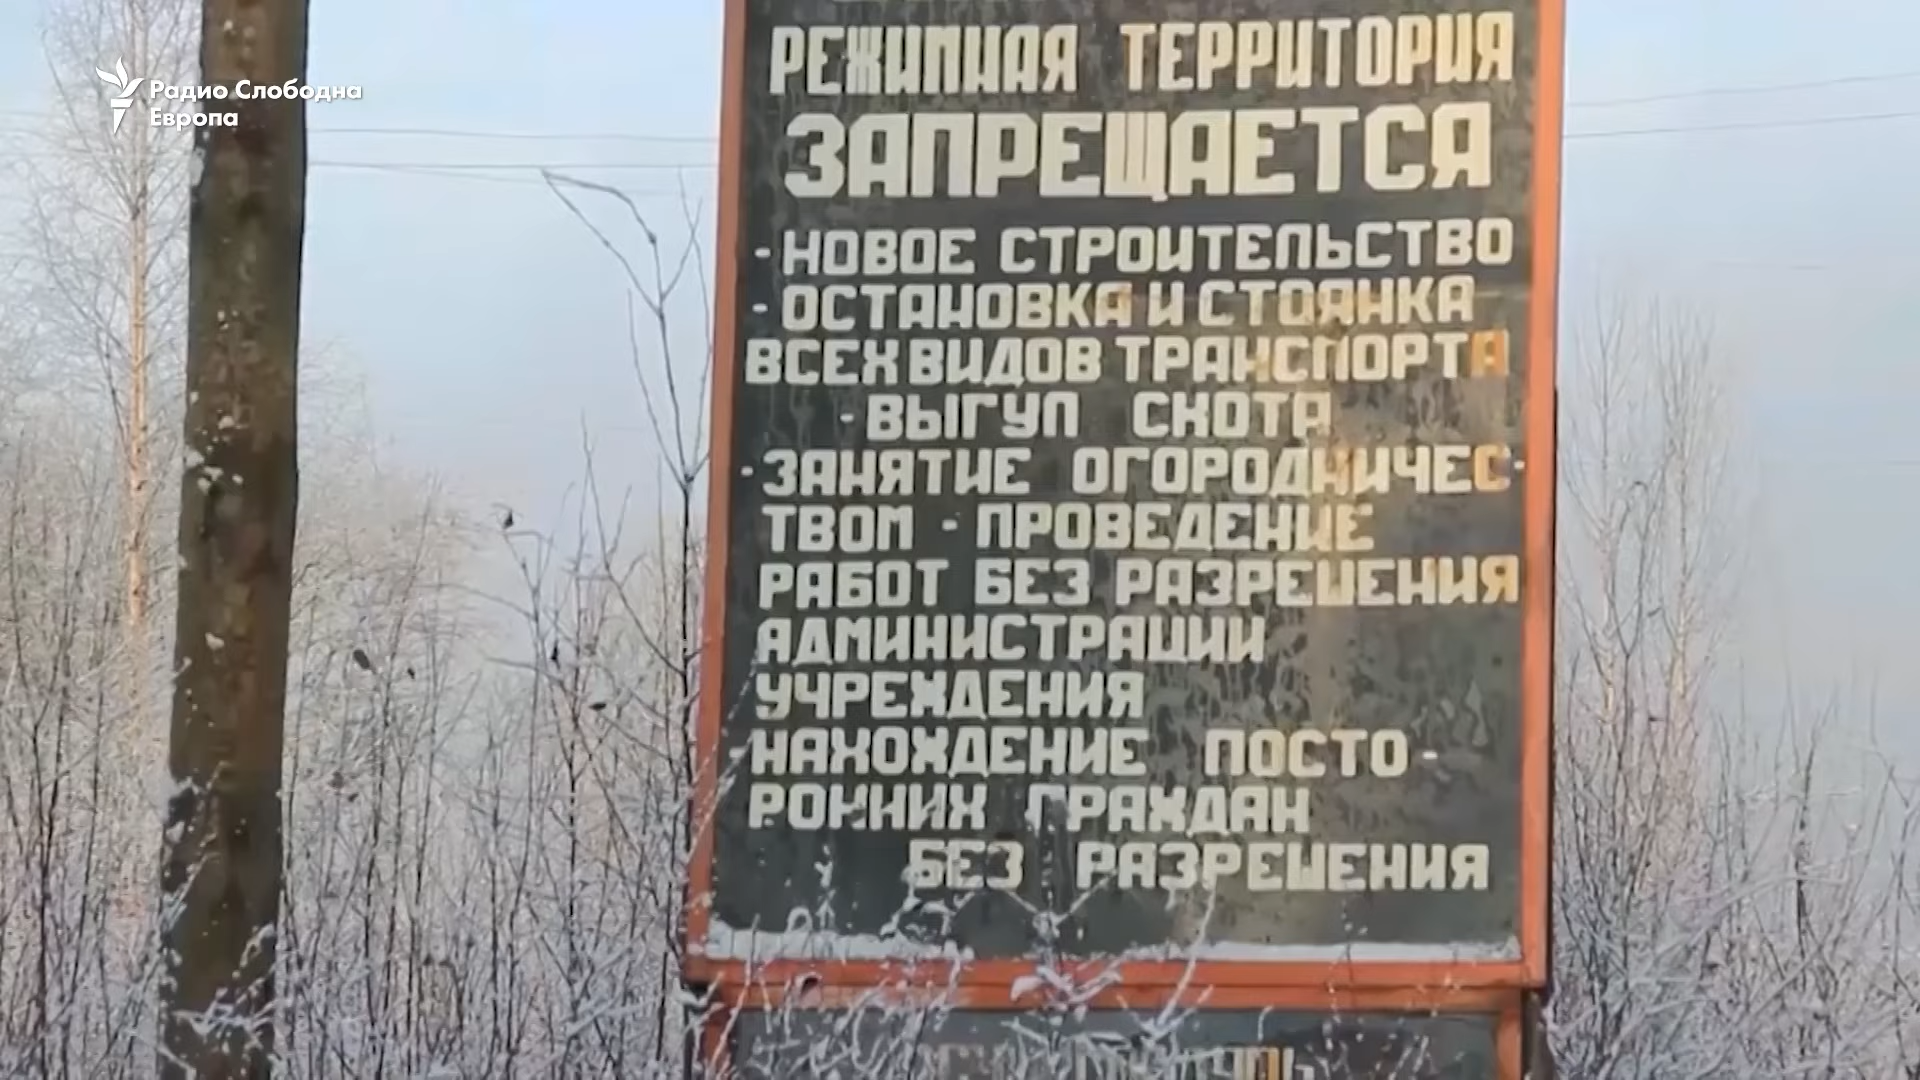 Радио Слободна
Европа
РЕЖИМНАЯ ТЕРРИТОРИЯ
ЗАПРЕЩАЕТСЯ
-НОВОЕ СТРОИТЕЛЬСТВО
-ОСТАНОВКА И СТОЯНКА
ВСЕХ ВИДОВ ТРАНСПОРТА
-ВЫГУЛ СКОТА
-ЗАНЯТИЕ ОГОРОДНИЧЕС-
ТВОМ - ПРОВЕДЕНИЕ
РАБОТ БЕЗ РАЗРЕШЕНИЯ
АДМИНИСТРАЦИИ
УЧРЕЖДЕНИЯ
-НАХОЖДЕНИЕ ПОСТО-
РОННИХ ГРАЖДАН
БЕЗ РАЗРЕШЕНИЯ